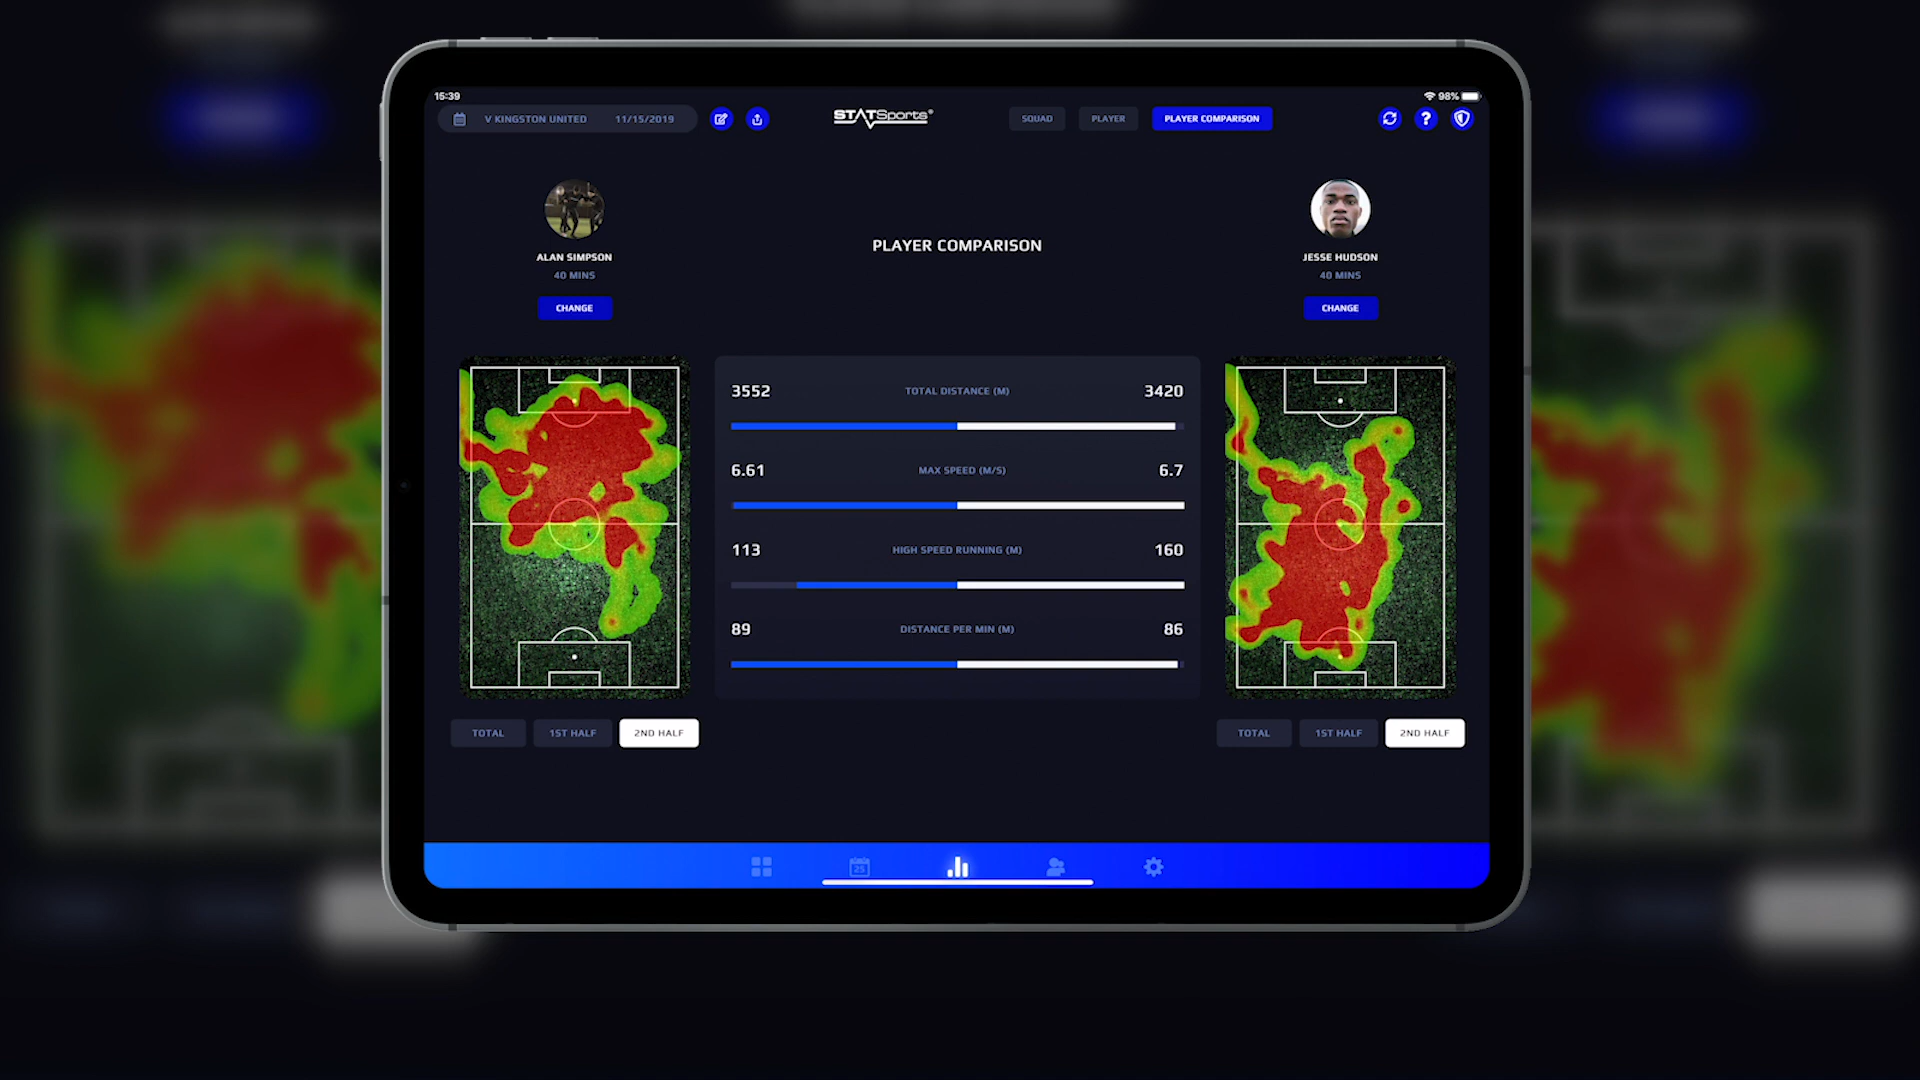 15:39
98%
V KINGSTON UNITED 11/15/2019
STATSports®
SQUAD PLAYER PLAYER COMPARISON
?
ALAN SIMPSON
40 MINS
CHANGE
PLAYER COMPARISON
JESSE HUDSON
40 MINS
CHANGE
3552 TOTAL DISTANCE (M) 3420
6.61 MAX SPEED (M/S) 6.7
113 HIGH SPEED RUNNING (M) 160
89 DISTANCE PER MIN (M) 86
TOTAL 1ST HALF 2ND HALF
TOTAL 1ST HALF 2ND HALF
25